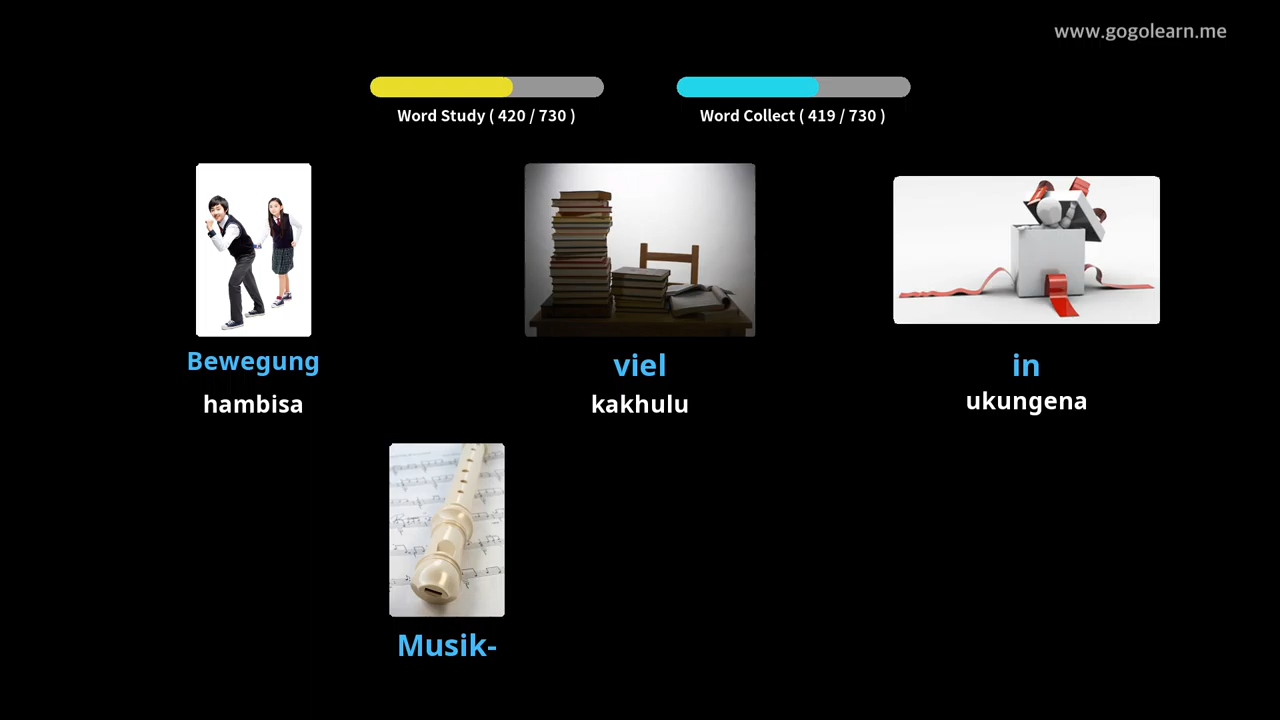 www.gogolearn.me
Word Study ( 420 / 730 )
Word Collect ( 419 / 730 )
Bewegung
hambisa
viel
kakhulu
in
ukungena
Musik-